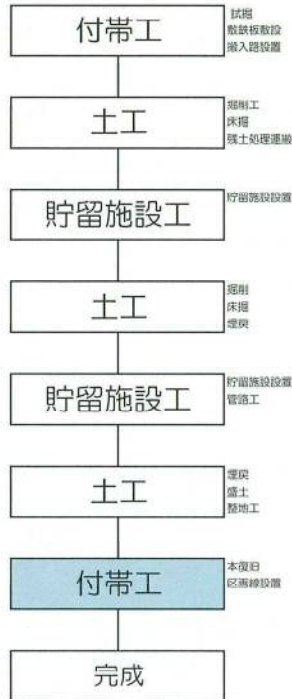 付帯工
試掘
敷鉄板敷設
搬入路設置
土工
掘削工
床掘
残土処理運搬
貯留施設工
貯留施設設置
土工
掘削
床掘
埋戻
貯留施設工
貯留施設設置
管路工
土工
埋戻
盛土
整地工
付帯工
本復旧
区画線設置
完成